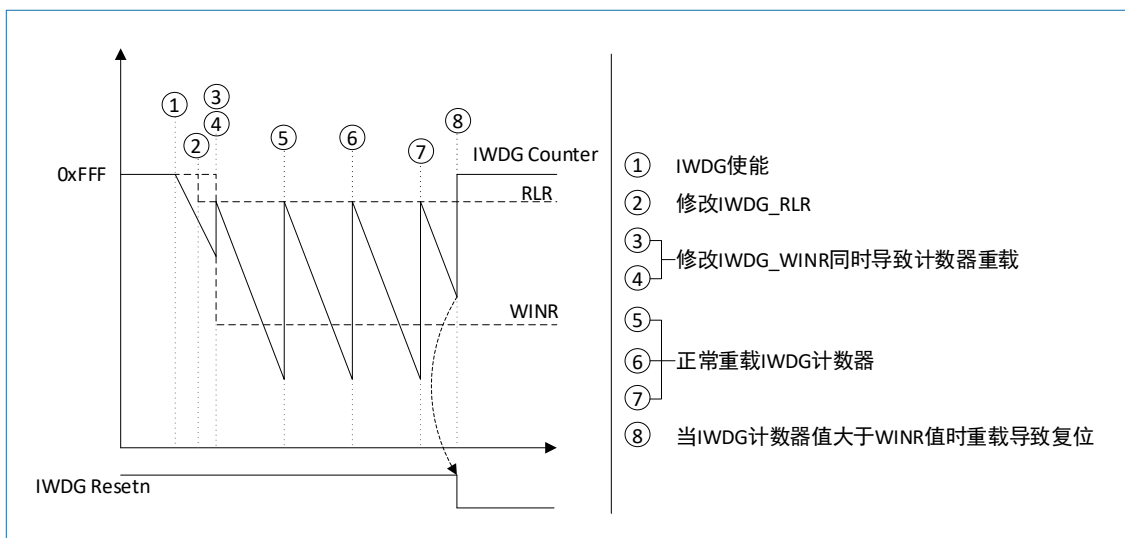 ③
① ④ ⑧
② ⑤ ⑥ ⑦
IWDG Counter
0xFFF
RLR
WINR
IWDG Resetn
① IWDG使能
② 修改IWDG_RLR
③
④
修改IWDG_WINR同时导致计数器重载
⑤
⑥
⑦
正常重载IWDG计数器
⑧ 当IWDG计数器值大于WINR值时重载导致复位